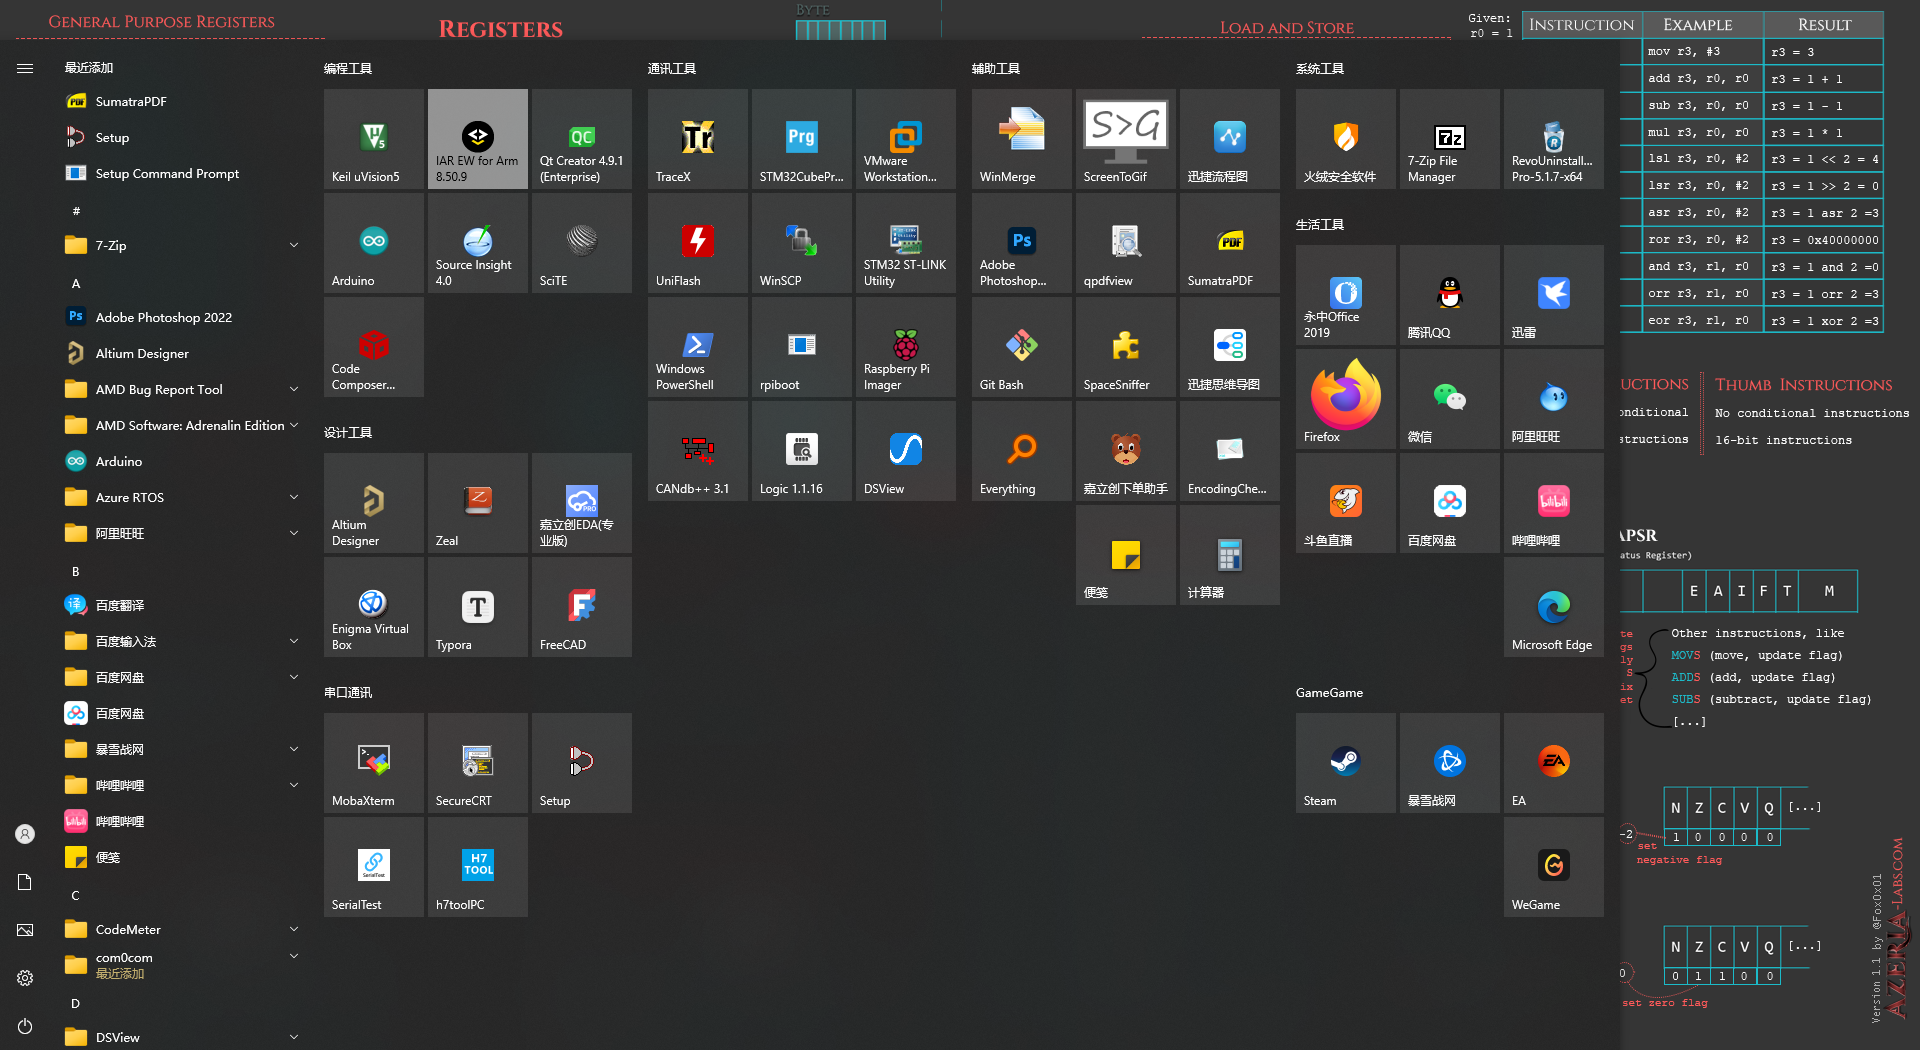 GENERAL PURPOSE REGISTERS
REGISTERS
BYTE
LOAD AND STORE
Given:
r0 = 1
INSTRUCTION EXAMPLE RESULT
mov r3, #3 r3 = 3
add r3, r0, r0 r3 = 1 + 1
sub r3, r0, r0 r3 = 1 - 1
mul r3, r0, r0 r3 = 1 * 1
lsl r3, r0, #2 r3 = 1 << 2 = 4
lsr r3, r0, #2 r3 = 1 >> 2 = 0
asr r3, r0, #2 r3 = 1 asr 2 =3
ror r3, r0, #2 r3 = 0x40000000
and r3, r1, r0 r3 = 1 and 2 =0
orr r3, r1, r0 r3 = 1 orr 2 =3
eor r3, r1, r0 r3 = 1 xor 2 =3
最近添加
SumatraPDF
Setup
Setup Command Prompt
#
7-Zip
A
Adobe Photoshop 2022
Altium Designer
AMD Bug Report Tool
AMD Software: Adrenalin Edition
Arduino
Azure RTOS
阿里旺旺
B
百度翻译
百度输入法
百度网盘
百度网盘
暴雪战网
哔哩哔哩
哔哩哔哩
便笺
C
CodeMeter
com0com
最近添加
D
DSView
编程工具
Keil uVision5
IAR EW for Arm
8.50.9
QC
Qt Creator 4.9.1
(Enterprise)
Arduino
Source Insight
4.0
SciTE
Code
Composer...
设计工具
Altium
Designer
Zeal
嘉立创EDA(专
业版)
Enigma Virtual
Box
Typora
FreeCAD
串口通讯
MobaXterm
SecureCRT
Setup
SerialTest
SerialTest
H7
TOOL
h7toolPC
通讯工具
TraceX
Prg
STM32CubePr...
VMware
Workstation...
UniFlash
WinSCP
STM32 ST-LINK
Utility
Windows
PowerShell
rpiboot
Raspberry Pi
Imager
CANdb++ 3.1
Logic 1.1.16
DSView
辅助工具
WinMerge
S>G
ScreenToGif
迅捷流程图
Ps
Adobe
Photoshop...
qpdfview
PDF
SumatraPDF
Git Bash
SpaceSniffer
迅捷思维导图
Everything
嘉立创下单助手
EncodingChe...
便笺
计算器
系统工具
火绒安全软件
7z
7-Zip File
Manager
RevoUninstall...
Pro-5.1.7-x64
生活工具
永中Office
2019
腾讯QQ
迅雷
Firefox
微信
阿里旺旺
斗鱼直播
百度网盘
bilibili
哔哩哔哩
Microsoft Edge
GameGame
Steam
暴雪战网
EA
EA
WeGame
UCTIONS THUMB INSTRUCTIONS
onditional No conditional instructions
structions 16-bit instructions
APSR
atus Register)
E A I F T M
Other instructions, like
MOVS (move, update flag)
ADDS (add, update flag)
SUBS (subtract, update flag)
[...]
te
gs
ly
S
ix
et
N Z C V Q [...]
1 0 0 0 0
-2
set
negative flag
N Z C V Q [...]
0 1 1 0 0
0
set zero flag
Version 1.1 by @Fox0x01
AZERIA-LABS.COM